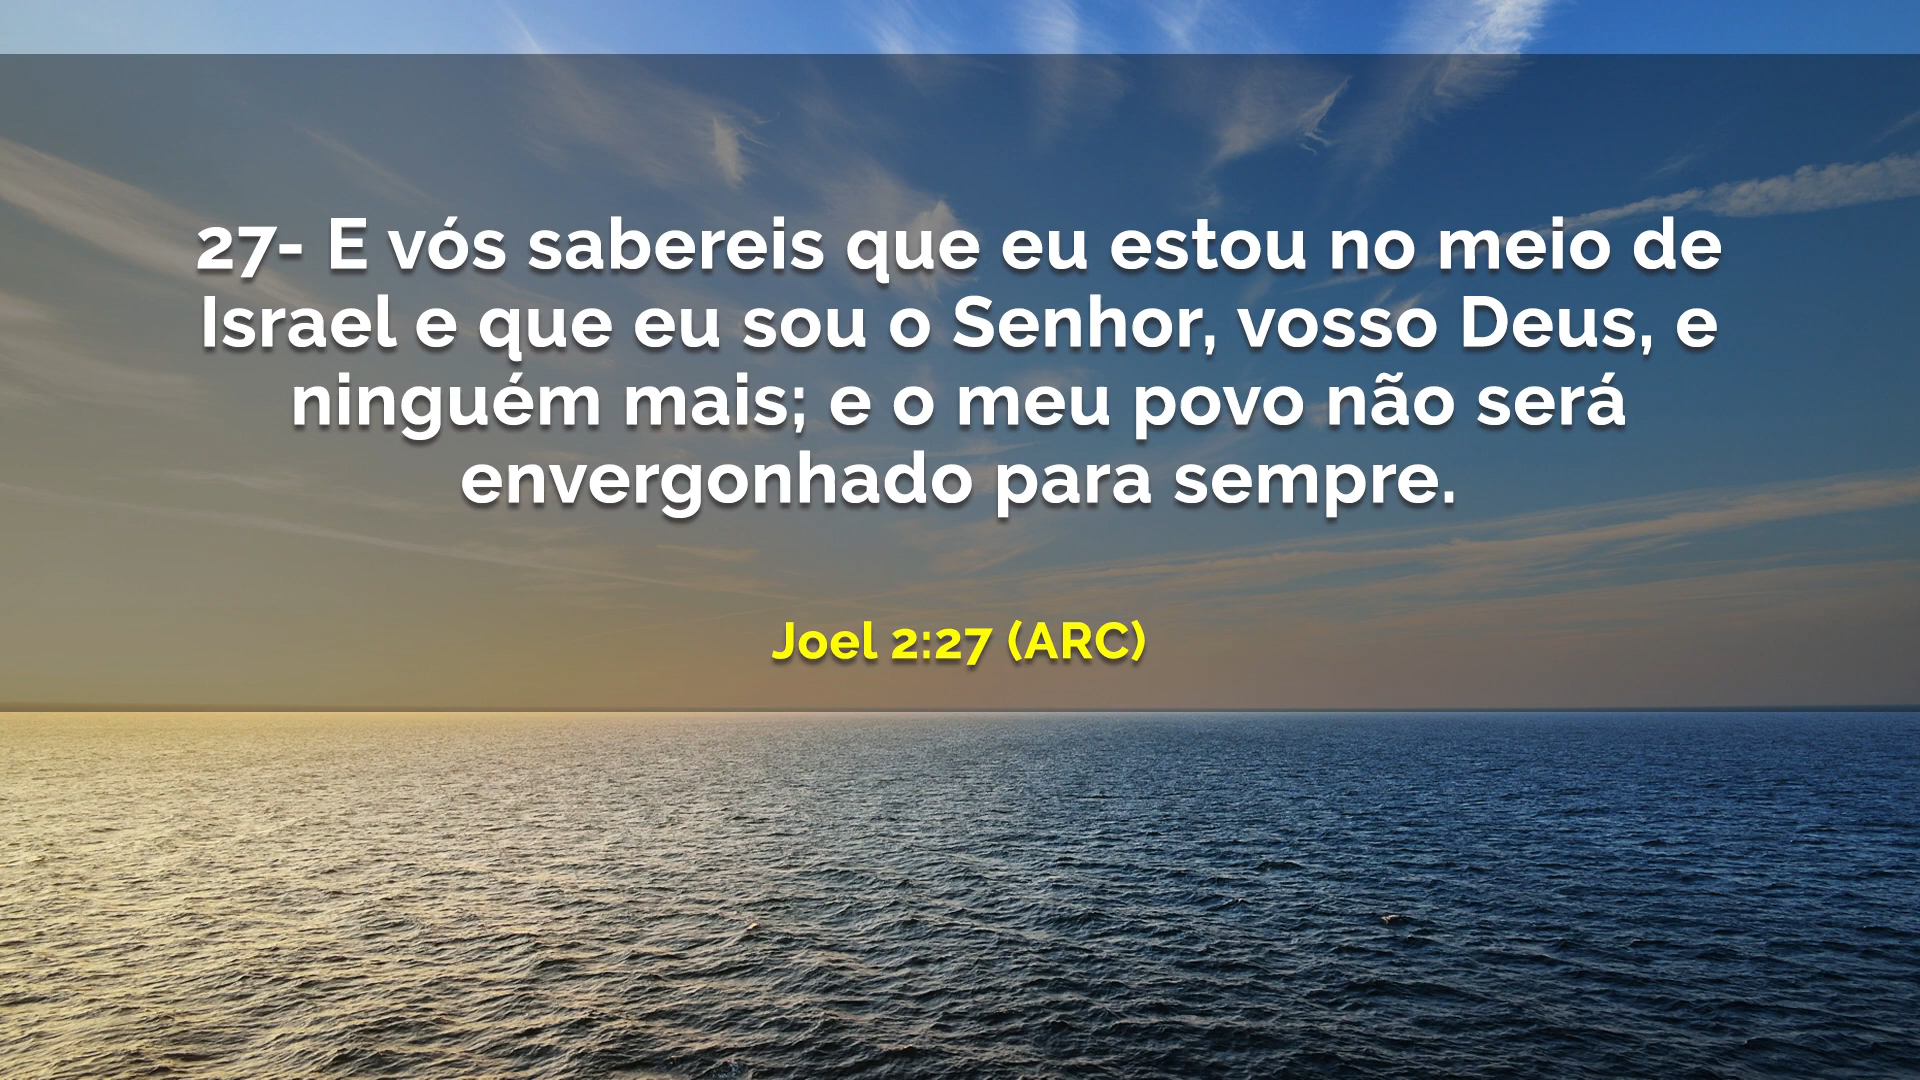 27- E vós sabereis que eu estou no meio de
Israel e que eu sou o Senhor, vosso Deus, e
ninguém mais; e o meu povo não será
envergonhado para sempre.
Joel 2:27 (ARC)